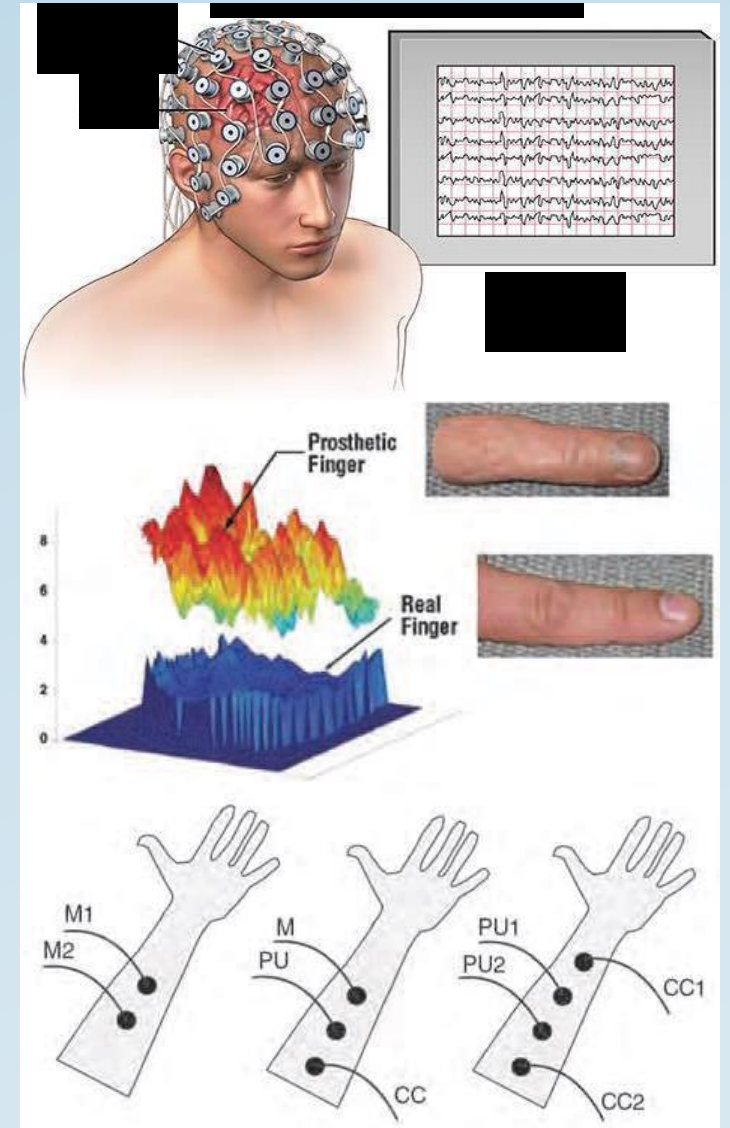 Prosthetic
Finger
8
6
4
2
0
Real
Finger
M1
M2
M
PU
CC
PU1
PU2
CC1
CC2